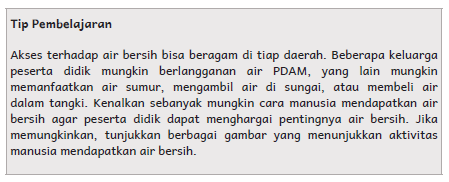 Tip Pembelajaran
Akses terhadap air bersih bisa beragam di tiap daerah. Beberapa keluarga
peserta didik mungkin berlangganan air PDAM, yang lain mungkin
memanfaatkan air sumur, mengambil air di sungai, atau membeli air
dalam tangki. Kenalkan sebanyak mungkin cara manusia mendapatkan air
bersih agar peserta didik dapat menghargai pentingnya air bersih. Jika
memungkinkan, tunjukkan berbagai gambar yang menunjukkan aktivitas
manusia mendapatkan air bersih.